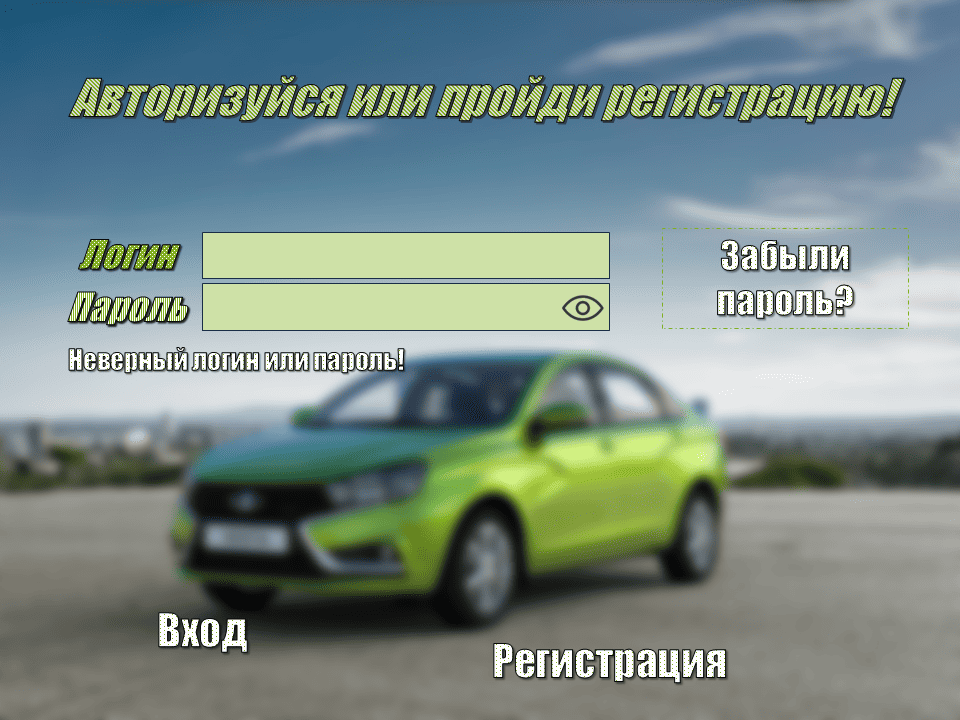 Авторизуйся или пройди регистрацию!
Логин
Забыли
пароль?
Пароль
Неверный логин или пароль!
Вход
Регистрация